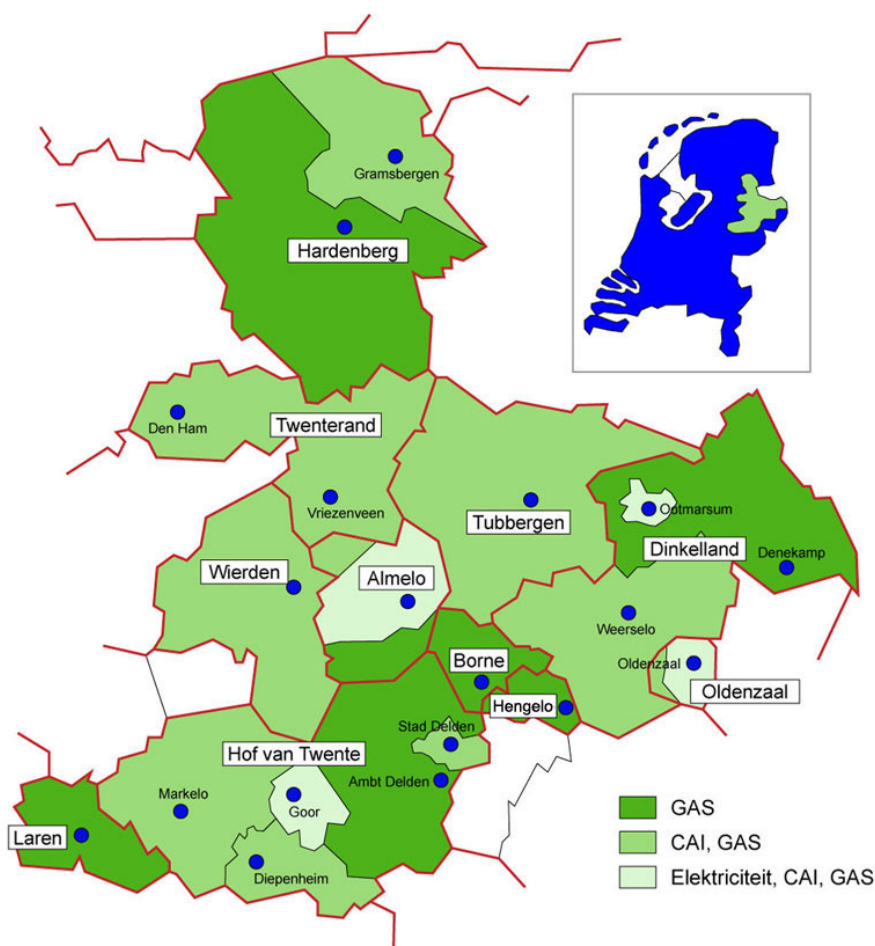 Gramsbergen
Hardenberg
Den Ham
Twenterand
Vriezenveen
Tubbergen
Ootmarsum
Dinkelland
Denekamp
Wierden
Almelo
Weerselo
Borne
Oldenzaal
Oldenzaal
Hengelo
Stad Delden
Hof van Twente
Ambt Delden
Markelo
Goor
Laren
Diepenheim
GAS
CAI, GAS
Elektriciteit, CAI, GAS